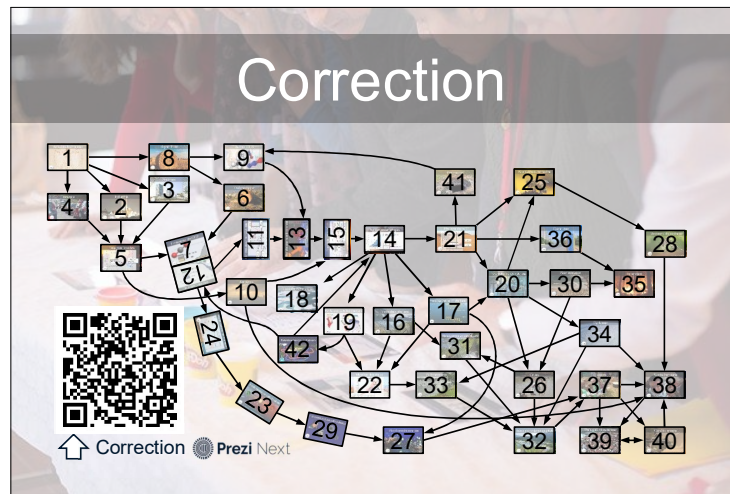 Correction
1 8 9 41 25
4 2 3 6
5 7 11 13 15 14 21 36 28
12 10 18 20 30 35
24 19 16 17 34
42 31
22 33 26 37 38
23 29 27 32 39 40
Correction Prezi Next